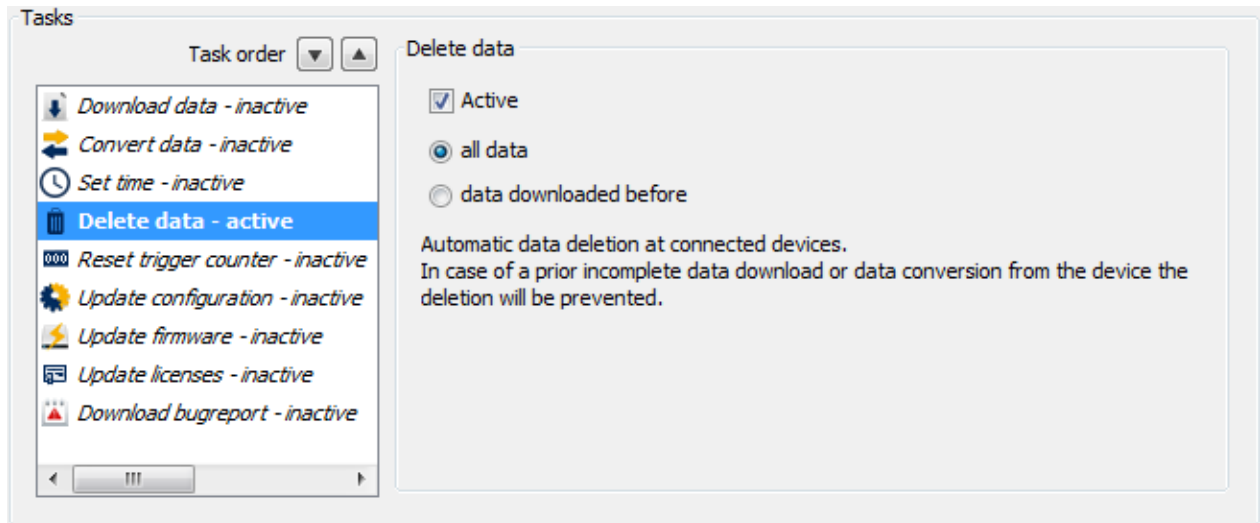 Tasks
Task order
Download data - inactive
Convert data - inactive
Set time - inactive
Delete data - active
Reset trigger counter - inactive
Update configuration - inactive
Update firmware - inactive
Update licenses - inactive
Download bugreport - inactive
Delete data
Active
all data
data downloaded before
Automatic data deletion at connected devices.
In case of a prior incomplete data download or data conversion from the device the
deletion will be prevented.